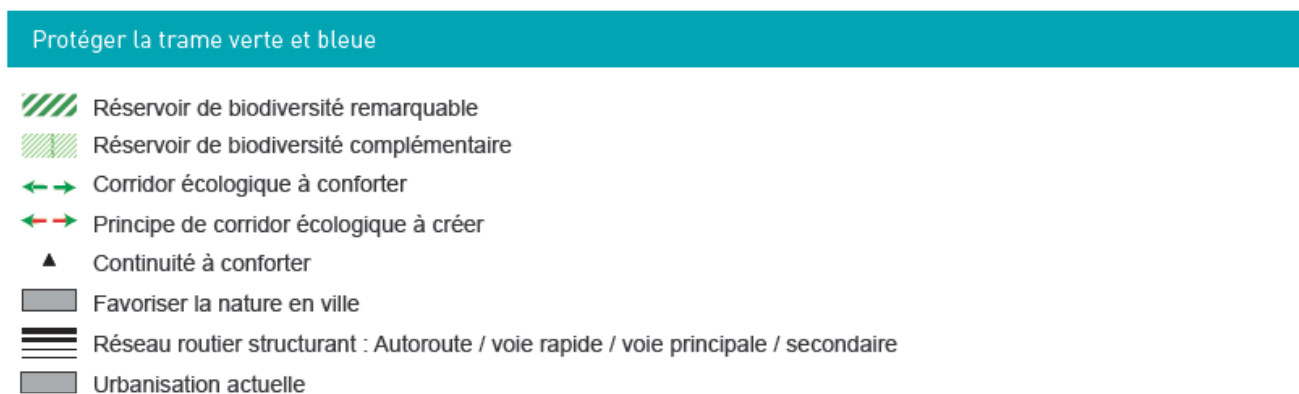 Protéger la trame verte et bleue
Réservoir de biodiversité remarquable
Réservoir de biodiversité complémentaire
Corridor écologique à conforter
Principe de corridor écologique à créer
Continuité à conforter
Favoriser la nature en ville
Réseau routier structurant : Autoroute / voie rapide / voie principale / secondaire
Urbanisation actuelle